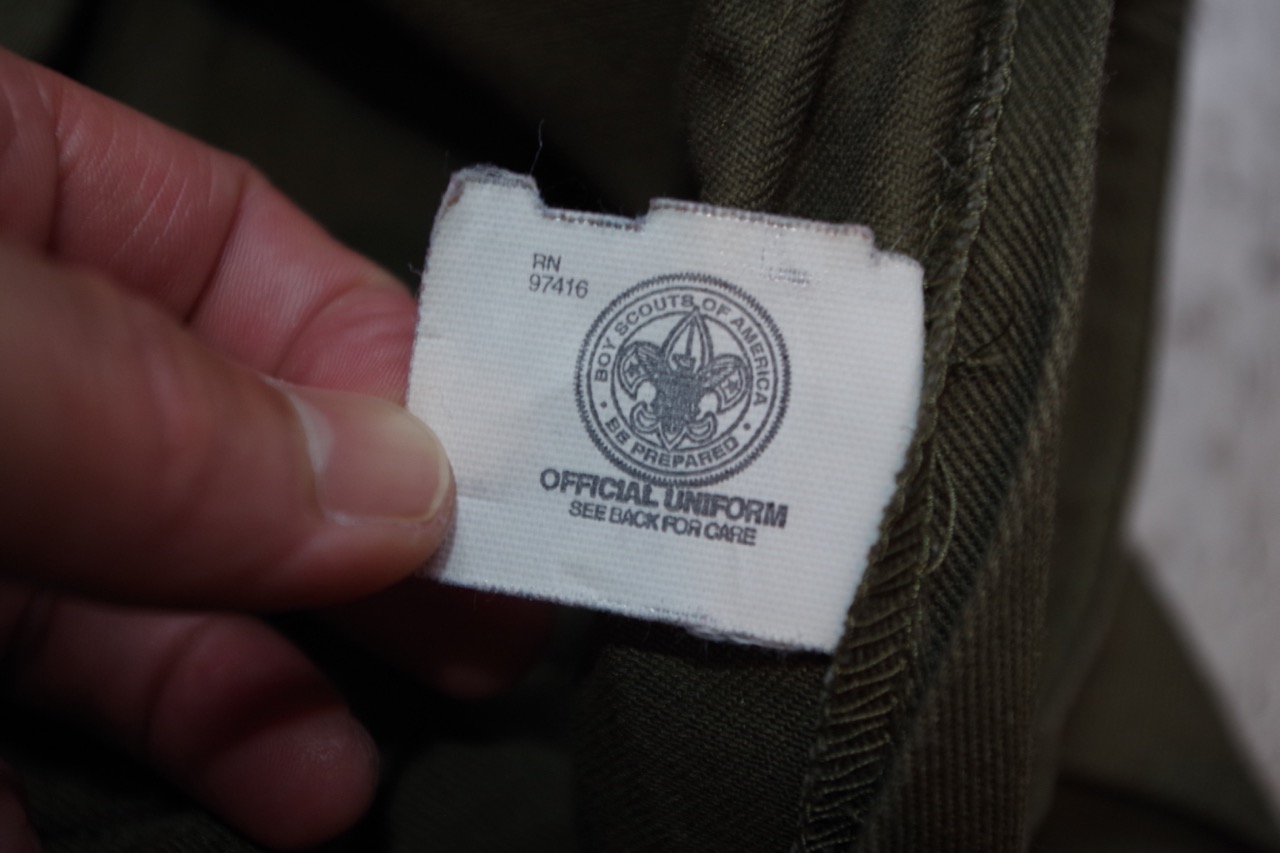 RN
97416
BOY SCOUTS OF AMERICA
• BE PREPARED •
OFFICIAL UNIFORM
SEE BACK FOR CARE